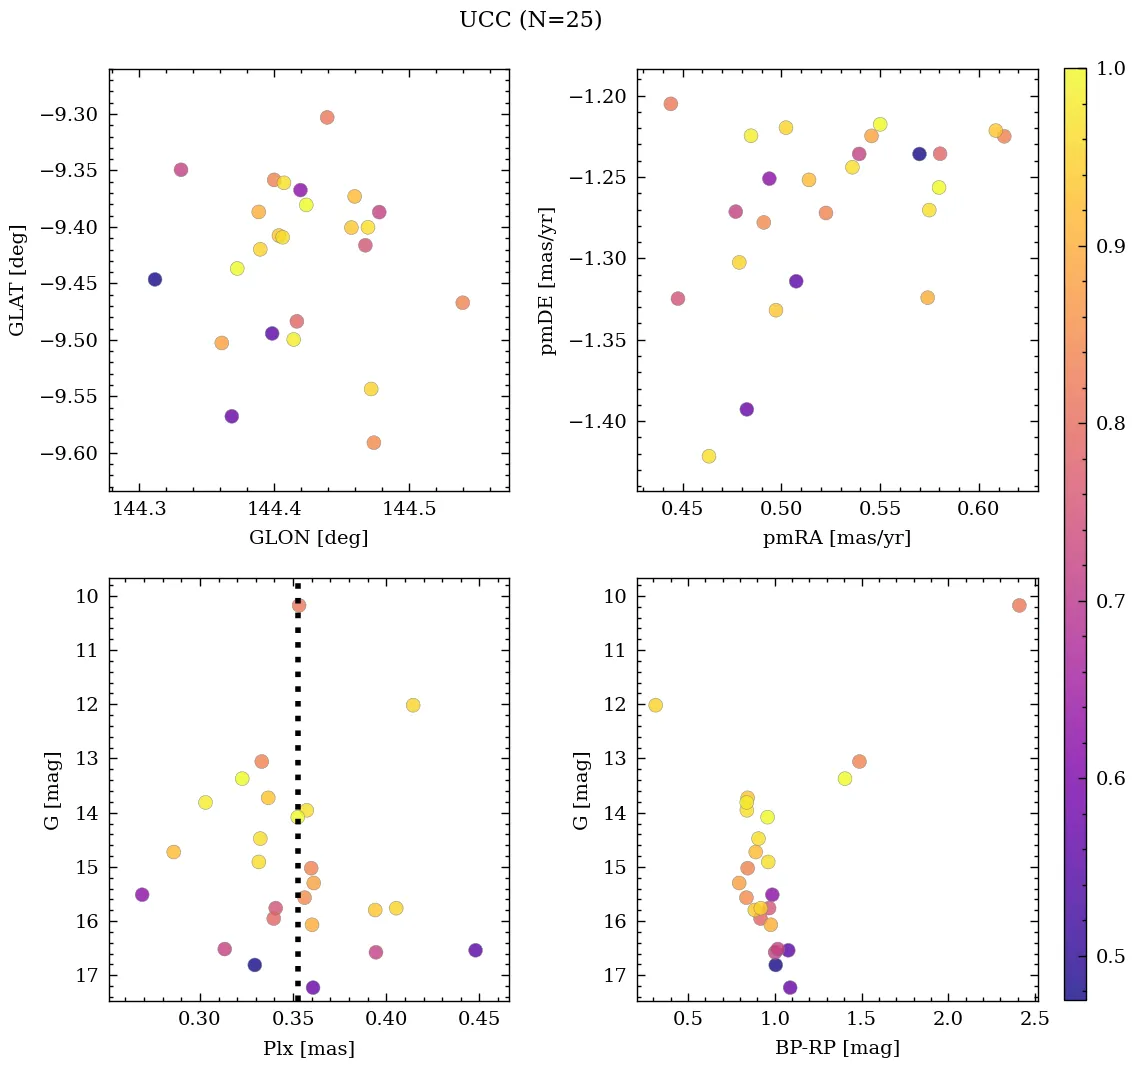 UCC (N=25)
−9.30
−9.35
−9.40
−9.45
−9.50
−9.55
−9.60
GLAT [deg]
144.3 144.4 144.5
GLON [deg]
−1.20
−1.25
−1.30
−1.35
−1.40
pmDE [mas/yr]
0.45 0.50 0.55 0.60
pmRA [mas/yr]
1.0
0.9
0.8
0.7
0.6
0.5
10
11
12
13
14
15
16
17
G [mag]
0.30 0.35 0.40 0.45
Plx [mas]
10
11
12
13
14
15
16
17
G [mag]
0.5 1.0 1.5 2.0 2.5
BP-RP [mag]